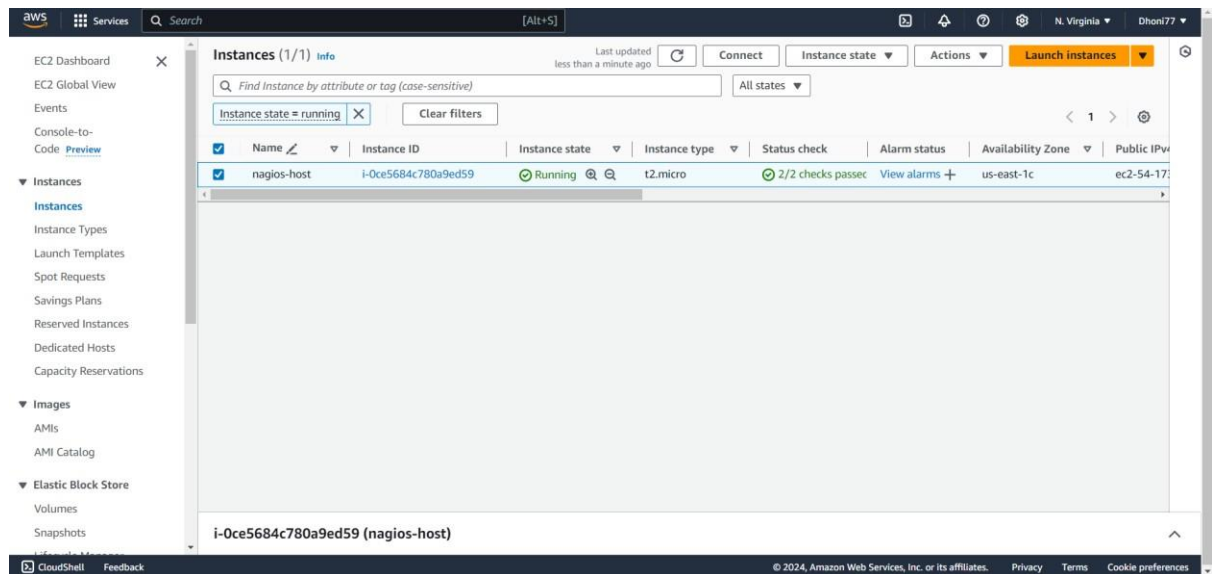 aws Services Search [Alt+S] N. Virginia Dhoni77
EC2 Dashboard
EC2 Global View
Events
Console-to-
Code Preview
Instances
Instances
Instance Types
Launch Templates
Spot Requests
Savings Plans
Reserved Instances
Dedicated Hosts
Capacity Reservations
Images
AMIs
AMI Catalog
Elastic Block Store
Volumes
Snapshots
Instances (1/1) Info
Last updated
less than a minute ago
Connect Instance state Actions Launch instances
Find Instance by attribute or tag (case-sensitive) All states
Instance state = running Clear filters 1
Name Instance ID Instance state Instance type Status check Alarm status Availability Zone Public IPv4
nagios-host i-0ce5684c780a9ed59 Running t2.micro 2/2 checks passec View alarms us-east-1c ec2-54-17
i-0ce5684c780a9ed59 (nagios-host)
CloudShell Feedback © 2024, Amazon Web Services, Inc. or its affiliates. Privacy Terms Cookie preferences